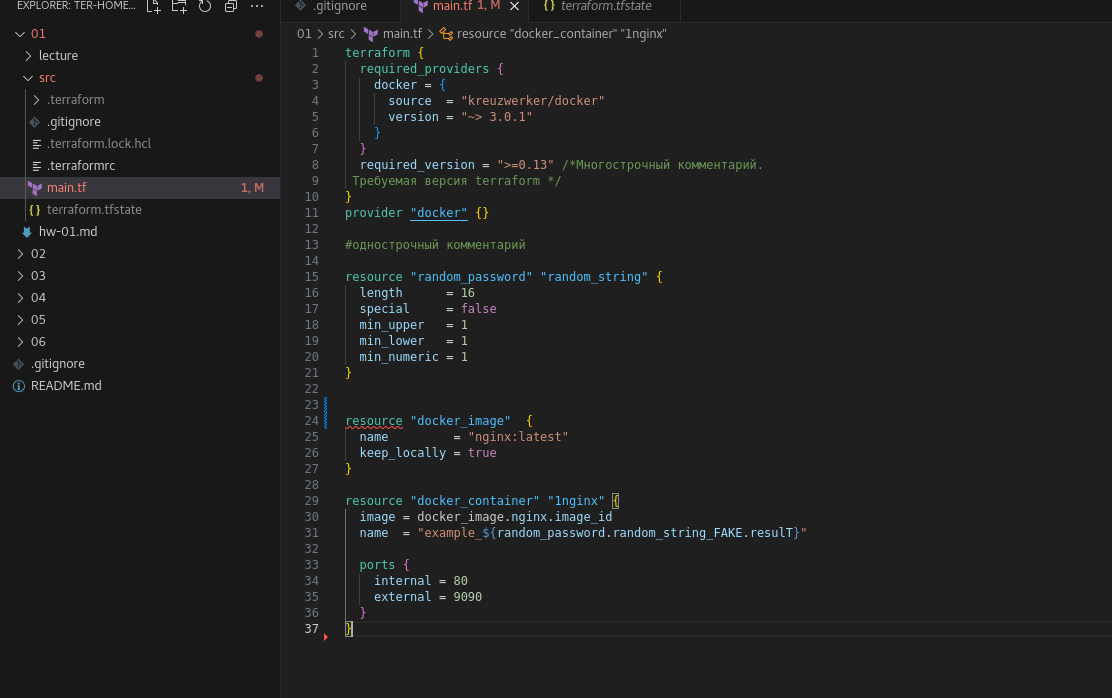 EXPLORER: TER-HOME...
01
lecture
src
.terraform
.gitignore
.terraform.lock.hcl
.terraformrc
main.tf 1, M
terraform.tfstate
hw-01.md
02
03
04
05
06
.gitignore
README.md
.gitignore main.tf 1, M terraform.tfstate
01 > src > main.tf > resource "docker_container" "1nginx"
1 terraform {
2 required_providers {
3 docker = {
4 source = "kreuzwerker/docker"
5 version = "~> 3.0.1"
6 }
7 }
8 required_version = ">=0.13" /*Многострочный комментарий.
9 Требуемая версия terraform */
10 }
11 provider "docker" {}
12
13 #однострочный комментарий
14
15 resource "random_password" "random_string" {
16 length = 16
17 special = false
18 min_upper = 1
19 min_lower = 1
20 min_numeric = 1
21 }
22
23
24 resource "docker_image" {
25 name = "nginx:latest"
26 keep_locally = true
27 }
28
29 resource "docker_container" "1nginx" {
30 image = docker_image.nginx.image_id
31 name = "example_${random_password.random_string_FAKE.resulT}"
32
33 ports {
34 internal = 80
35 external = 9090
36 }
37 }